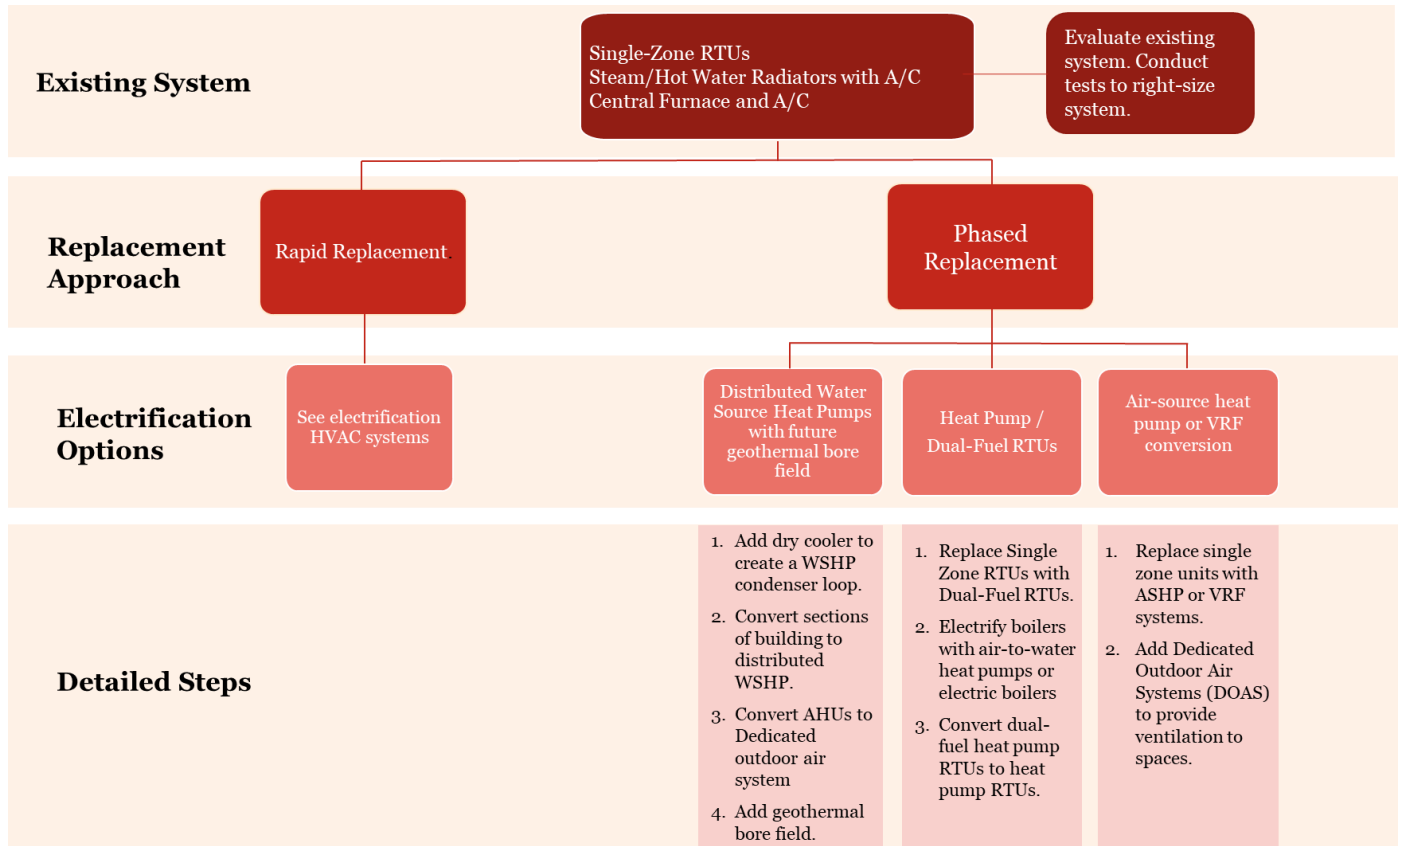 Existing System
Single-Zone RTUs
Steam/Hot Water Radiators with A/C
Central Furnace and A/C
Evaluate existing
system. Conduct
tests to right-size
system.
Replacement
Approach
Rapid Replacement.
Phased
Replacement
Electrification
Options
See electrification
HVAC systems
Distributed Water
Source Heat Pumps
with future
geothermal bore
field
Heat Pump /
Dual-Fuel RTUs
Air-source heat
pump or VRF
conversion
Detailed Steps
1. Add dry cooler to
create a WSHP
condenser loop.
2. Convert sections
of building to
distributed
WSHP.
3. Convert AHUs to
Dedicated
outdoor air
system
4. Add geothermal
bore field.
1. Replace Single
Zone RTUs with
Dual-Fuel RTUs.
2. Electrify boilers
with air-to-water
heat pumps or
electric boilers
3. Convert dual-
fuel heat pump
RTUs to heat
pump RTUs.
1. Replace single
zone units with
ASHP or VRF
systems.
2. Add Dedicated
Outdoor Air
Systems (DOAS)
to provide
ventilation to
spaces.